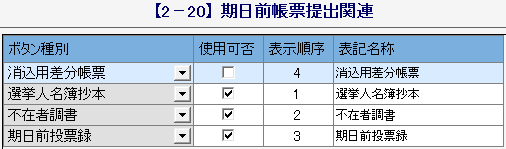 【2－20】期日前帳票提出関連
ボタン種別 使用可否 表示順序 表記名称
消込用差分帳票 4 消込用差分帳票
選挙人名簿抄本 1 選挙人名簿抄本
不在者調書 2 不在者調書
期日前投票録 3 期日前投票録